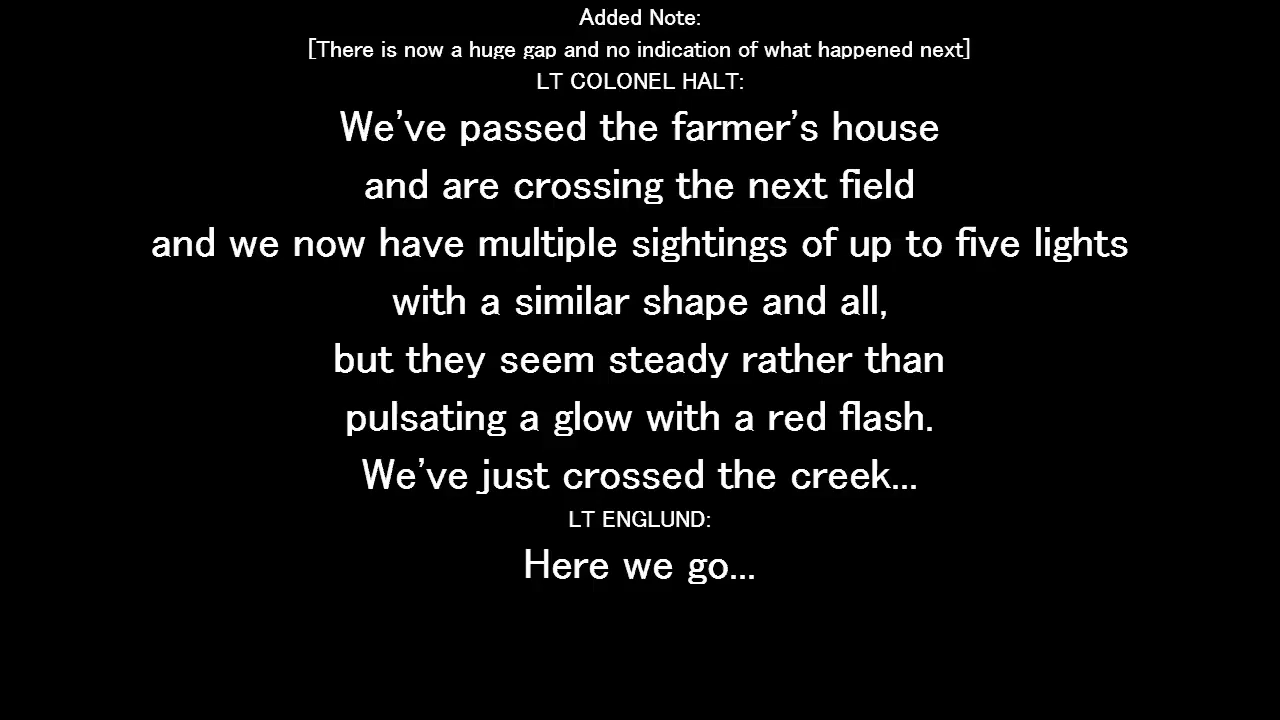 Added Note:
[There is now a huge gap and no indication of what happened next]
LT COLONEL HALT:
We've passed the farmer's house
and are crossing the next field
and we now have multiple sightings of up to five lights
with a similar shape and all,
but they seem steady rather than
pulsating a glow with a red flash.
We've just crossed the creek...
LT ENGLUND:
Here we go...